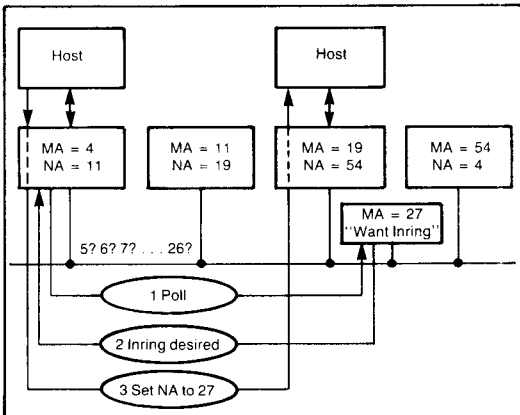 Host
Host
MA = 4
NA = 11
MA = 11
NA = 19
MA = 19
NA = 54
MA = 54
NA = 4
MA = 27
"Want Inring"
5? 6? 7? . . . 26?
1 Poll
2 Inring desired
3 Set NA to 27